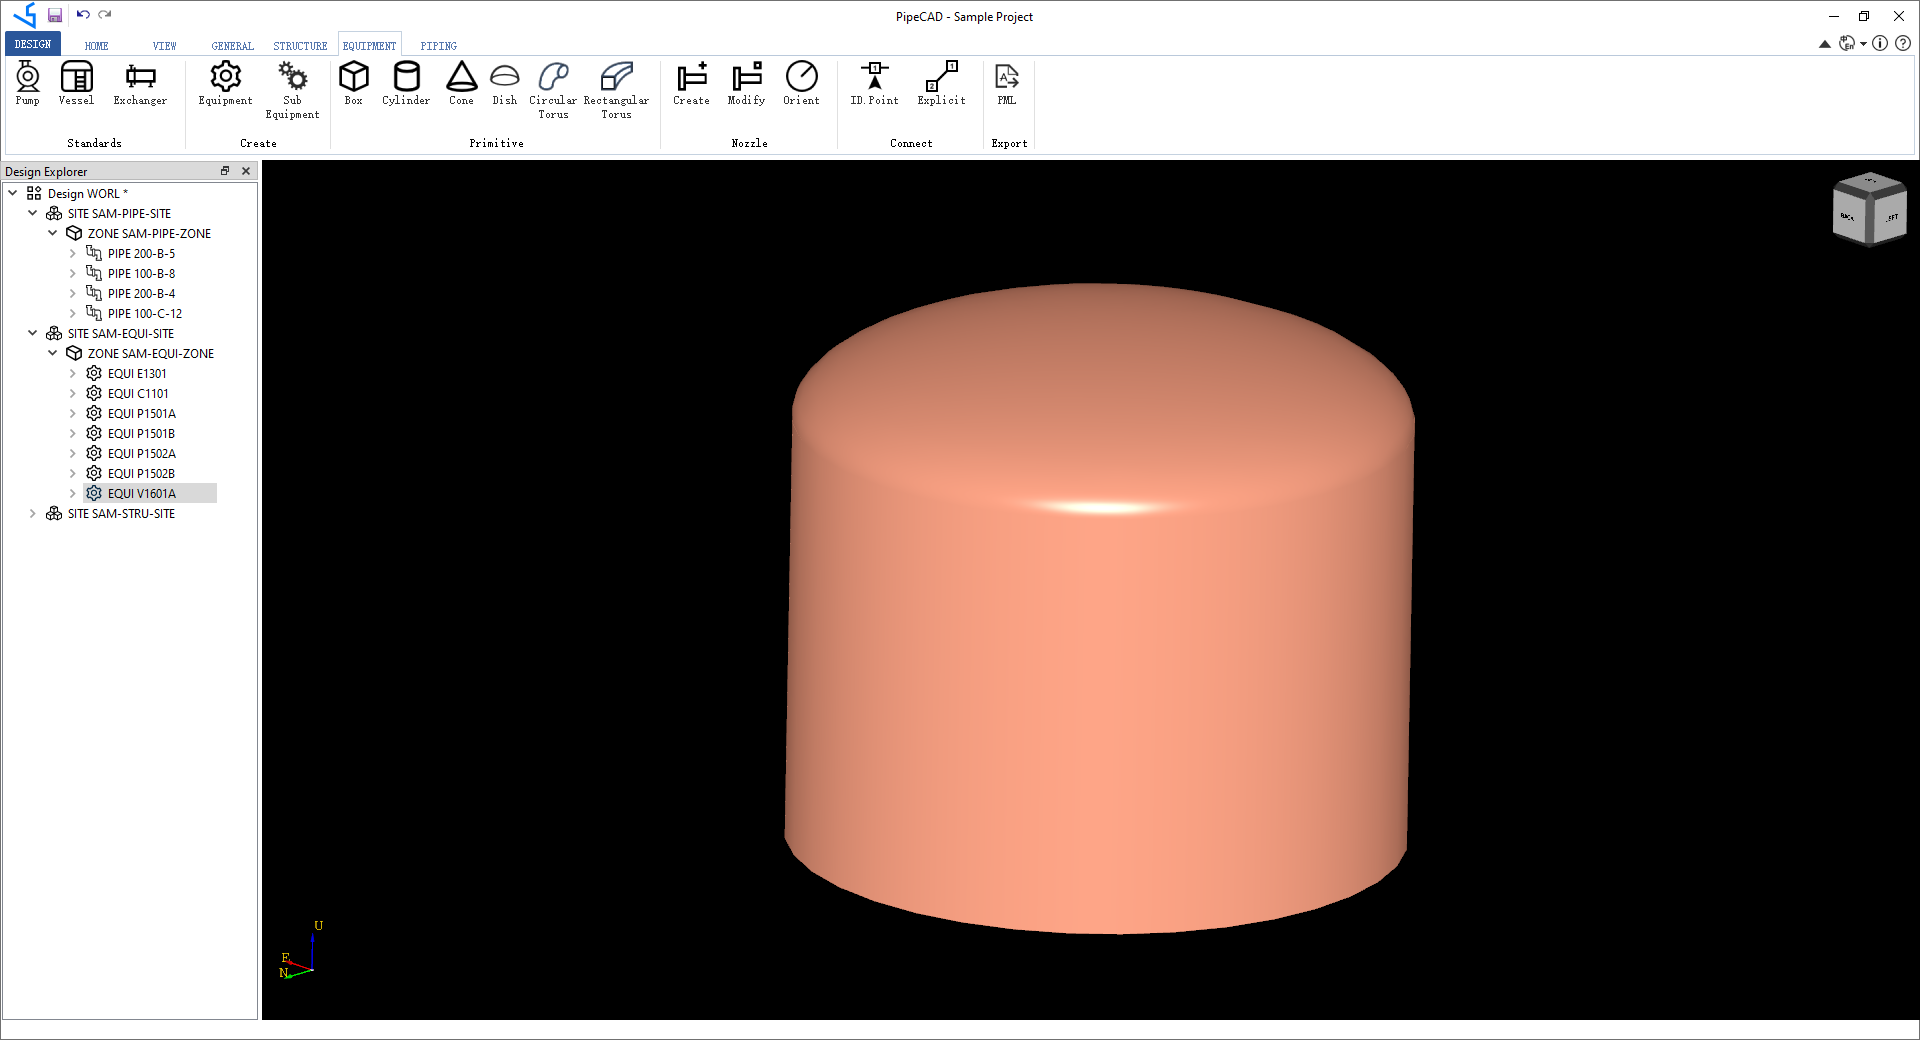 PipeCAD - Sample Project
DESIGN HOME VIEW GENERAL STRUCTURE EQUIPMENT PIPING
En
Pump Vessel Exchanger Equipment Sub Equipment Box Cylinder Cone Dish Circular Torus Rectangular Torus Create Modify Orient ID.Point Explicit PML
Standards Create Primitive Nozzle Connect Export
Design Explorer
Design WORL *
SITE SAM-PIPE-SITE
ZONE SAM-PIPE-ZONE
PIPE 200-B-5
PIPE 100-B-8
PIPE 200-B-4
PIPE 100-C-12
SITE SAM-EQUI-SITE
ZONE SAM-EQUI-ZONE
EQUI E1301
EQUI C1101
EQUI P1501A
EQUI P1501B
EQUI P1502A
EQUI P1502B
EQUI V1601A
SITE SAM-STRU-SITE
BACK LEFT
U
E
N